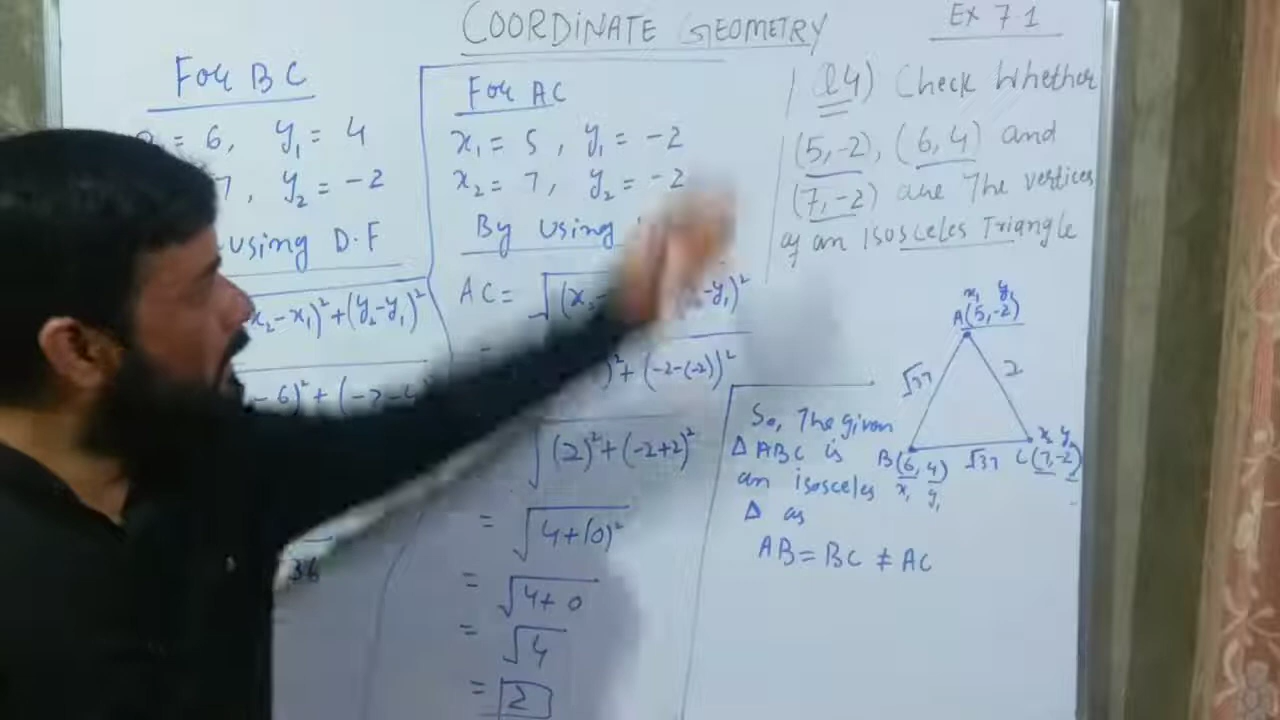 COORDINATE GEOMETRY
Ex 7.1
For BC
= 6, y₁ = 4
7, y₂ = -2
using D.F
x₂-x₁)²+(y₂-y₁)²
- 6)² + (-2-4
36
For AC
x₁ = 5, y₁ = -2
x₂ = 7, y₂ = -2
By using
AC = √(x₂- -y₁)²
)²+(-2-(-2))²
√(2)²+(-2+2)²
= √4+(0)²
= √4+0
= √4
= 2
Q4) Check Whether
(5,-2), (6,4) and
(7,-2) are The vertices
of an Isosceles Triangle
x₁ y₁
A(5,-2)
√37 2
x₂ y₂
B(6,4) √37 C(7,-2)
x₁ y₁
So, The given
Δ ABC is
an isosceles
Δ as
AB = BC ≠ AC